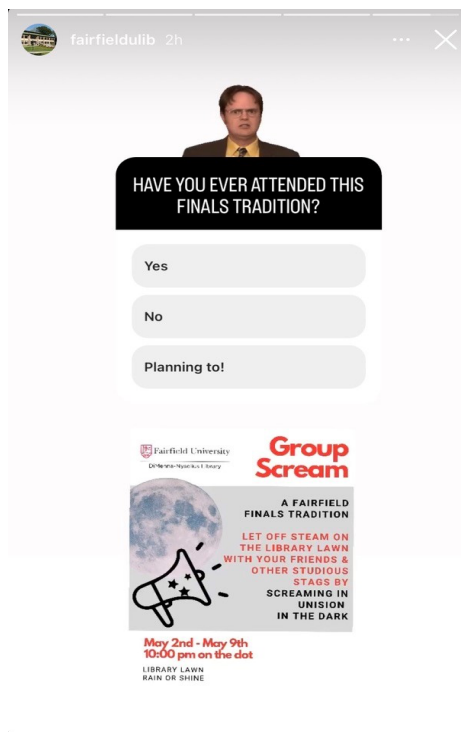 fairfieldulib 2h
HAVE YOU EVER ATTENDED THIS
FINALS TRADITION?
Yes
No
Planning to!
Fairfield University
DiMenna-Nyselius Library
Group
Scream
A FAIRFIELD
FINALS TRADITION
LET OFF STEAM ON
THE LIBRARY LAWN
WITH YOUR FRIENDS &
OTHER STUDIOUS
STAGS BY
SCREAMING IN
UNISION
IN THE DARK
May 2nd - May 9th
10:00 pm on the dot
LIBRARY LAWN
RAIN OR SHINE